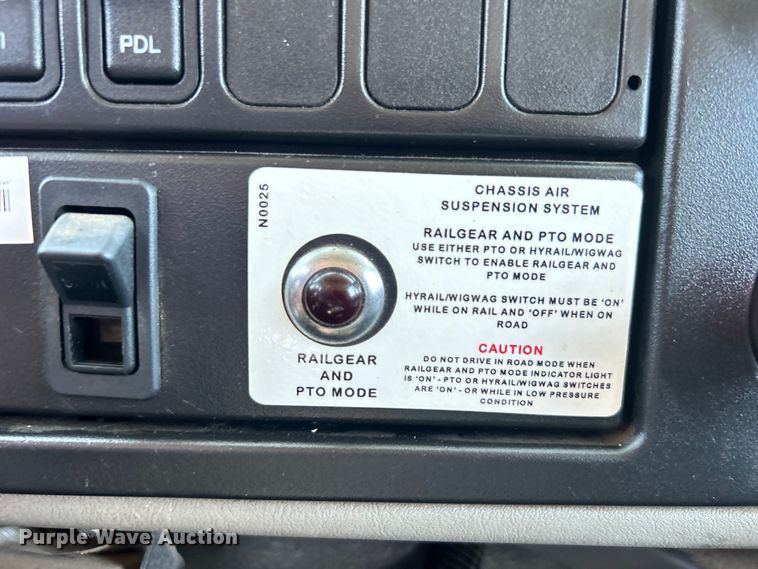 PDL
N0025
CHASSIS AIR
SUSPENSION SYSTEM
RAILGEAR AND PTO MODE
USE EITHER PTO OR HYRAIL/WIGWAG
SWITCH TO ENABLE RAILGEAR AND
PTO MODE
HYRAIL/WIGWAG SWITCH MUST BE 'ON'
WHILE ON RAIL AND 'OFF' WHEN ON
ROAD
CAUTION
DO NOT DRIVE IN ROAD MODE WHEN
RAILGEAR AND PTO MODE INDICATOR LIGHT
IS 'ON' - PTO OR HYRAIL/WIGWAG SWITCHES
ARE 'ON' - OR WHILE IN LOW PRESSURE
CONDITION
RAILGEAR
AND
PTO MODE
Purple Wave Auction